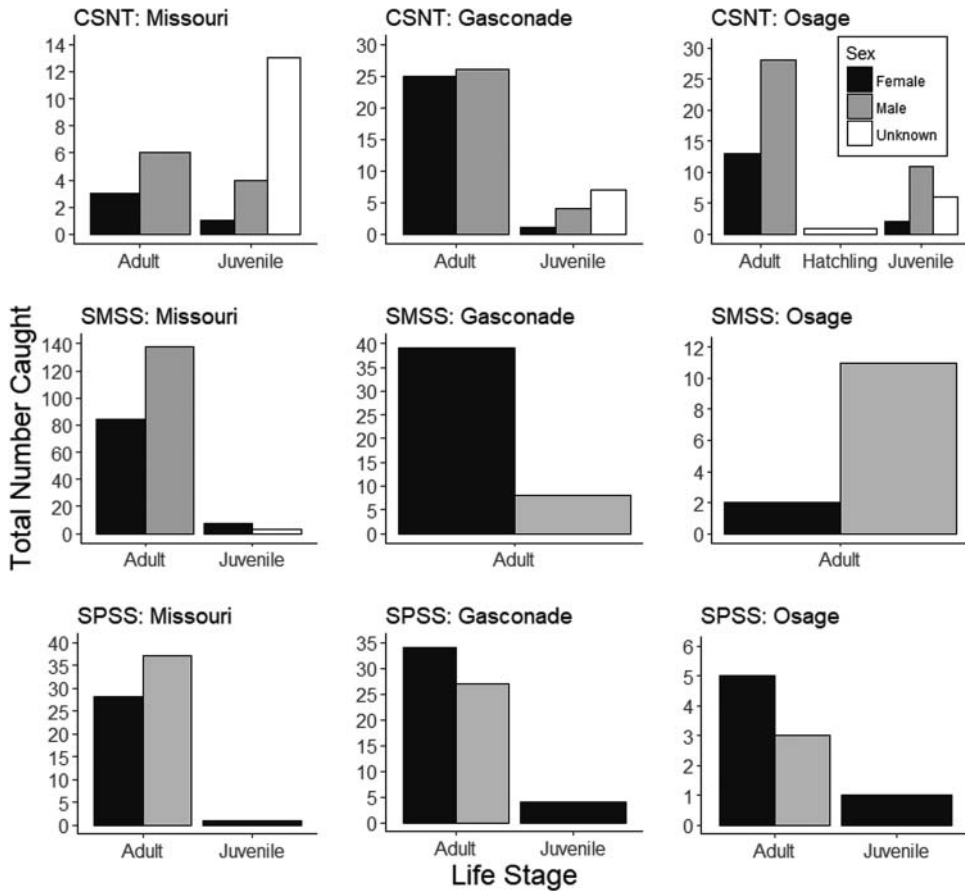 CSNT: Missouri
14
12
10
8
6
4
2
0
Adult Juvenile
CSNT: Gasconade
30
25
20
15
10
5
0
Adult Juvenile
CSNT: Osage
30
25
20
15
10
5
0
Adult Hatchling Juvenile
Sex
Female
Male
Unknown
Total Number Caught
SMSS: Missouri
140
120
100
80
60
40
20
0
Adult Juvenile
SMSS: Gasconade
40
35
30
25
20
15
10
5
0
Adult
SMSS: Osage
12
10
8
6
4
2
0
Adult
SPSS: Missouri
40
35
30
25
20
15
10
5
0
Adult Juvenile
SPSS: Gasconade
35
30
25
20
15
10
5
0
Adult Juvenile
SPSS: Osage
6
5
4
3
2
1
0
Adult Juvenile
Life Stage